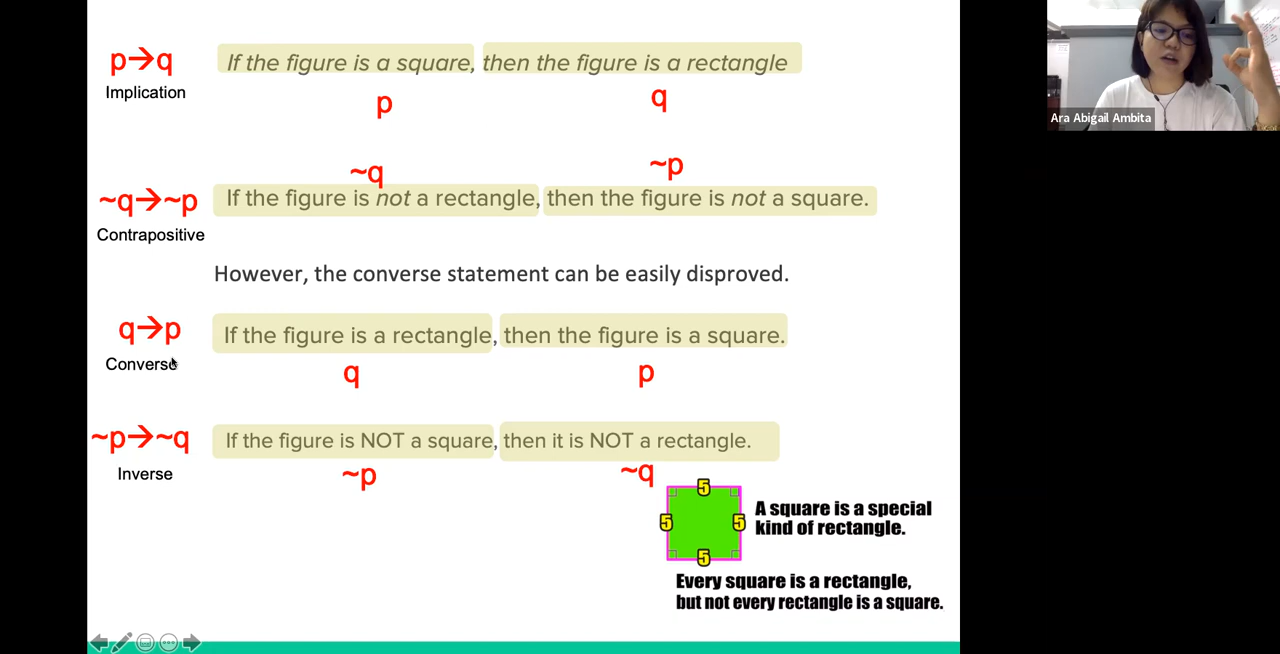 p→q
If the figure is a square, then the figure is a rectangle
Implication
p
q
~q
~p
~q→~p
If the figure is not a rectangle, then the figure is not a square.
Contrapositive
However, the converse statement can be easily disproved.
q→p
If the figure is a rectangle, then the figure is a square.
Converse
q
p
~p→~q
If the figure is NOT a square, then it is NOT a rectangle.
Inverse
~p
~q
5
5
5
5
A square is a special
kind of rectangle.
Every square is a rectangle,
but not every rectangle is a square.
Ara Abigail Ambita